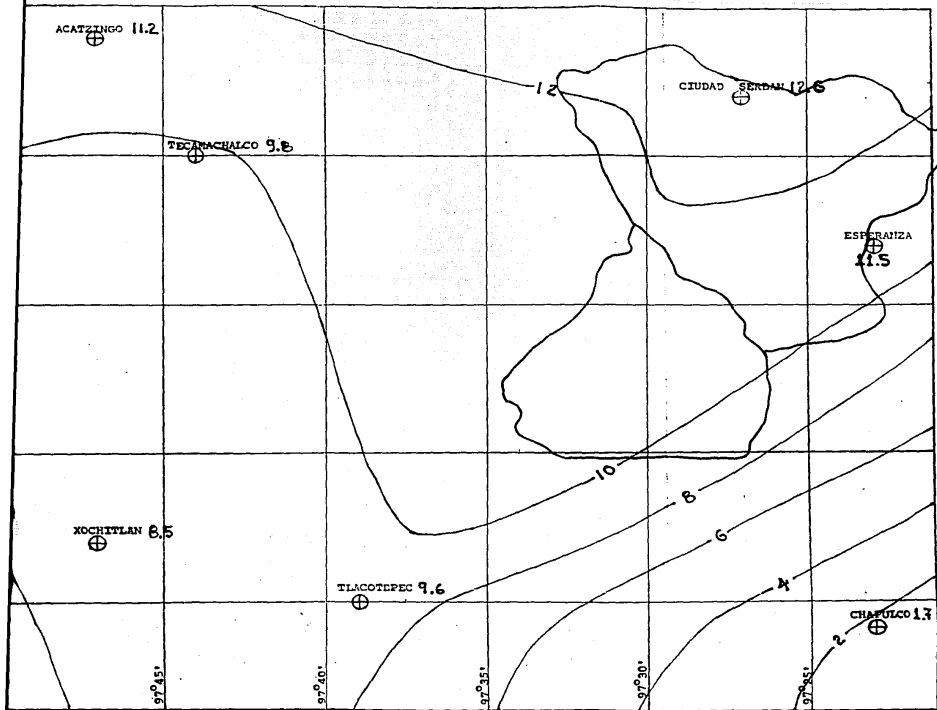 ACATZINGO 11.2
CIUDAD SERDAN 12.6
12
TECAMACHALCO 9.8
ESPERANZA
11.5
10
8
XOCHITLAN 8.5
6
TLACOTEPEC 9.6
4
CHAPULCO 1.7
2
97°45'
97°40'
97°35'
97°30'
97°25'